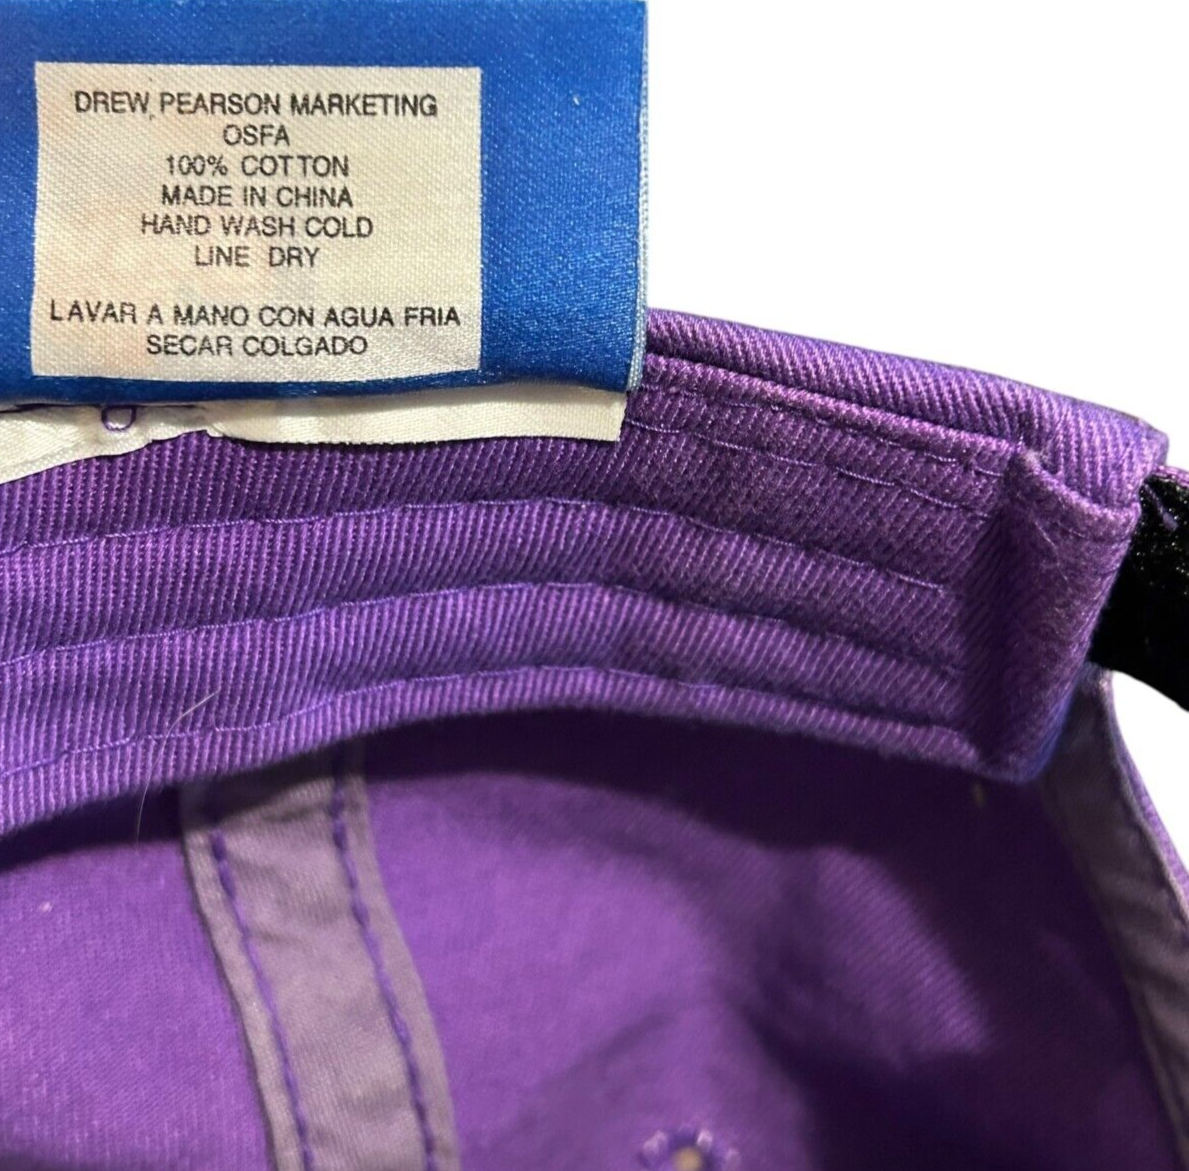 DREW PEARSON MARKETING
OSFA
100% COTTON
MADE IN CHINA
HAND WASH COLD
LINE DRY
LAVAR A MANO CON AGUA FRIA
SECAR COLGADO